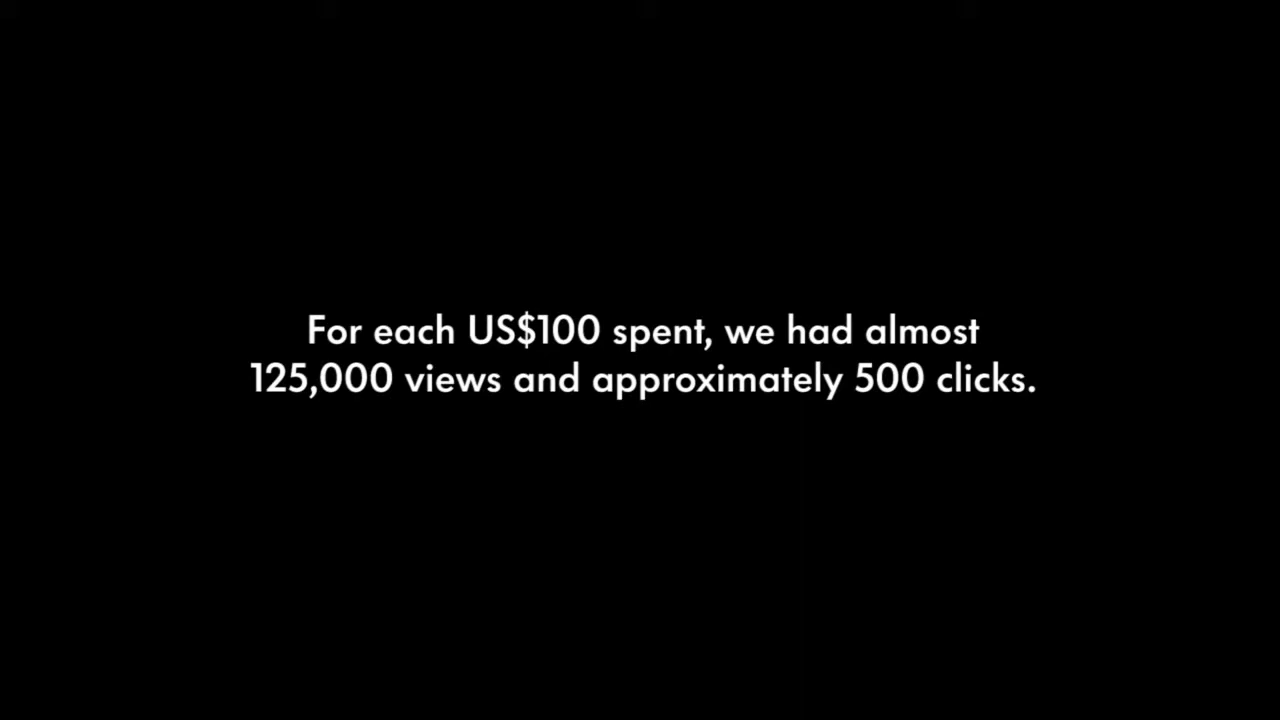 For each US$100 spent, we had almost
125,000 views and approximately 500 clicks.